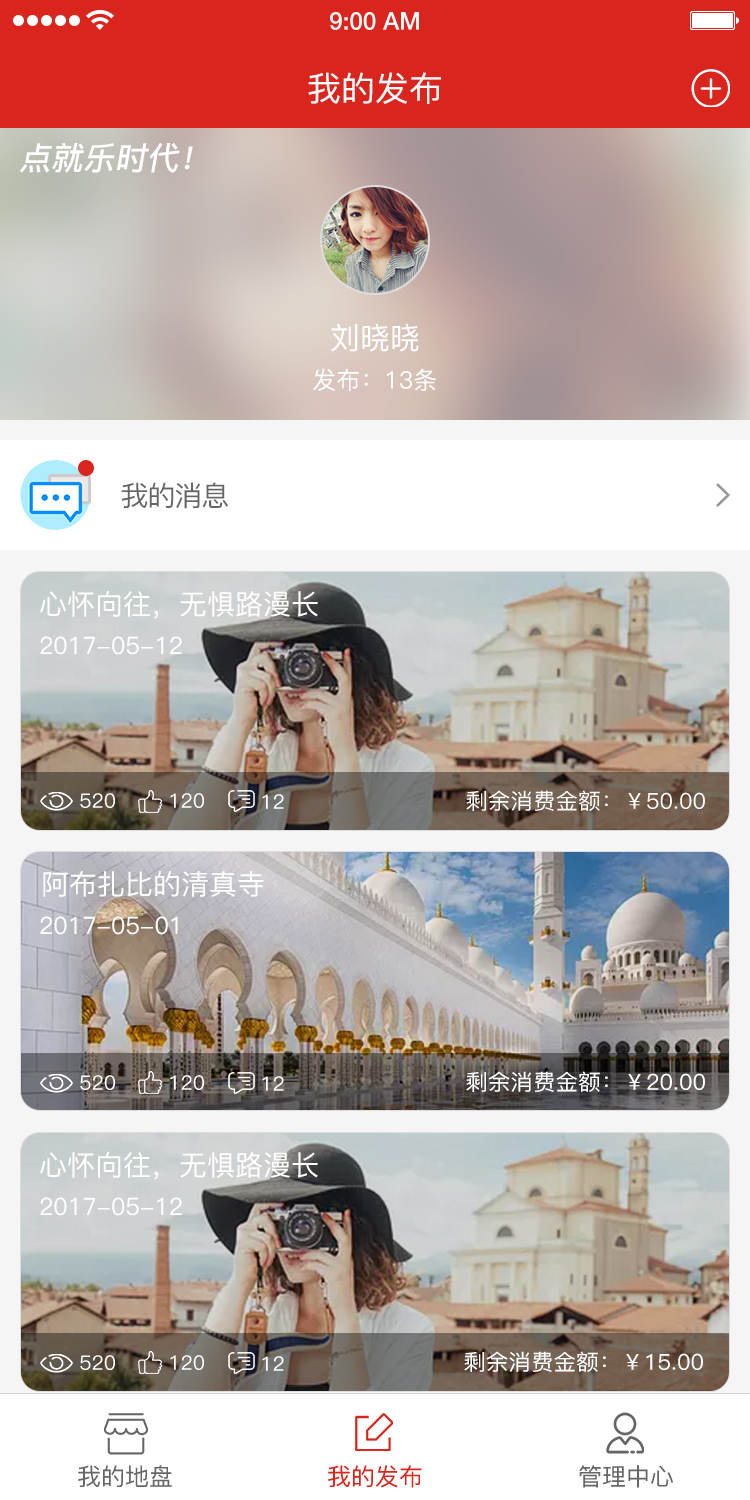 9:00 AM
我的发布
点就乐时代!
刘晓晓
发布：13条
我的消息
心怀向往，无惧路漫长
2017-05-12
520 120 12 剩余消费金额：￥50.00
阿布扎比的清真寺
2017-05-01
520 120 12 剩余消费金额：￥20.00
心怀向往，无惧路漫长
2017-05-12
520 120 12 剩余消费金额：￥15.00
我的地盘 我的发布 管理中心